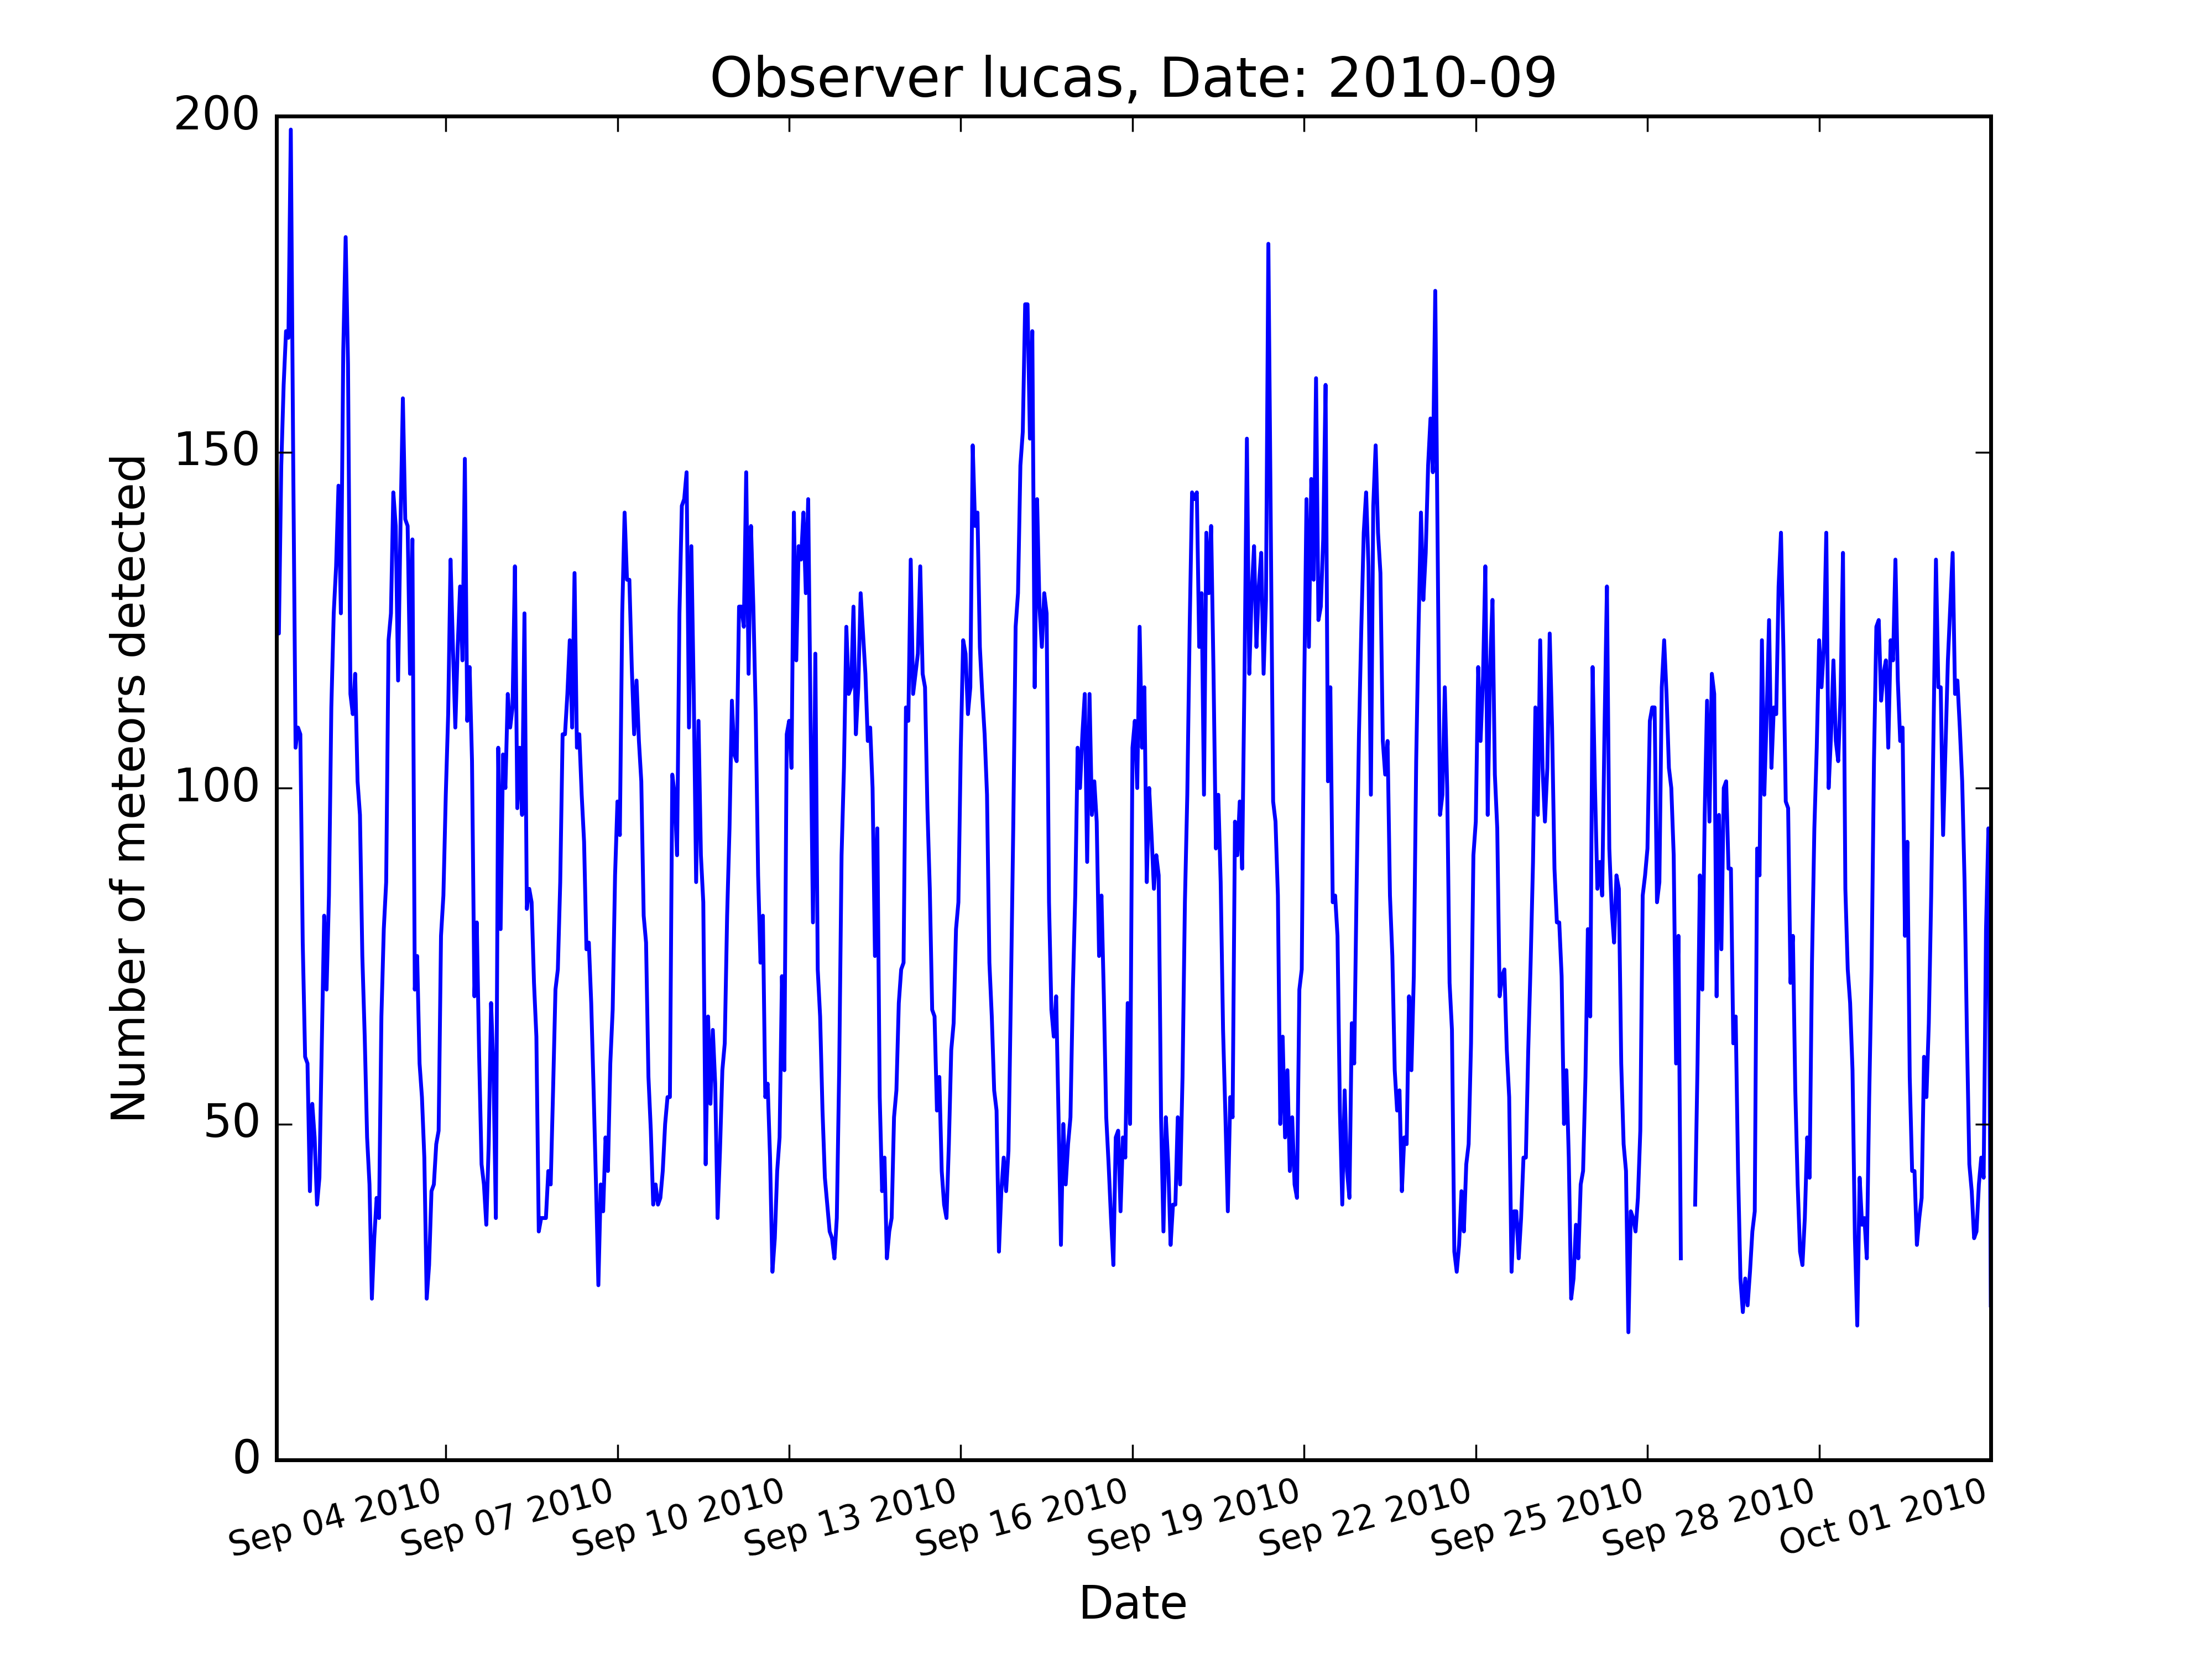 Observer lucas, Date: 2010-09
200
150
100
50
0
Number of meteors detected
Sep 04 2010
Sep 07 2010
Sep 10 2010
Sep 13 2010
Sep 16 2010
Sep 19 2010
Sep 22 2010
Sep 25 2010
Sep 28 2010
Oct 01 2010
Date